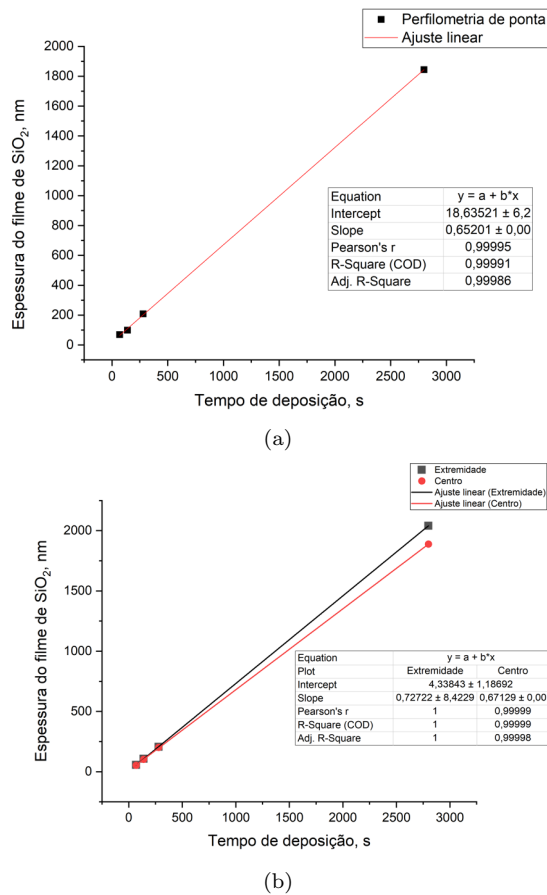 Perfilometria de ponta
Ajuste linear
Espessura do filme de SiO₂, nm
2000
1800
1600
1400
1200
1000
800
600
400
200
0
Equation y = a + b*x
Intercept 18,63521 ± 6,2
Slope 0,65201 ± 0,00
Pearson's r 0,99995
R-Square (COD) 0,99991
Adj. R-Square 0,99986
0 500 1000 1500 2000 2500 3000
Tempo de deposição, s
(a)
Extremidade
Centro
Ajuste linear (Extremidade)
Ajuste linear (Centro)
Espessura do filme de SiO₂, nm
2000
1500
1000
500
0
Equation y = a + b*x
Plot Extremidade Centro
Intercept 4,33843 ± 1,18692
Slope 0,72722 ± 8,4229 0,67129 ± 0,00
Pearson's r 1 0,99999
R-Square (COD) 1 0,99999
Adj. R-Square 1 0,99998
0 500 1000 1500 2000 2500 3000
Tempo de deposição, s
(b)